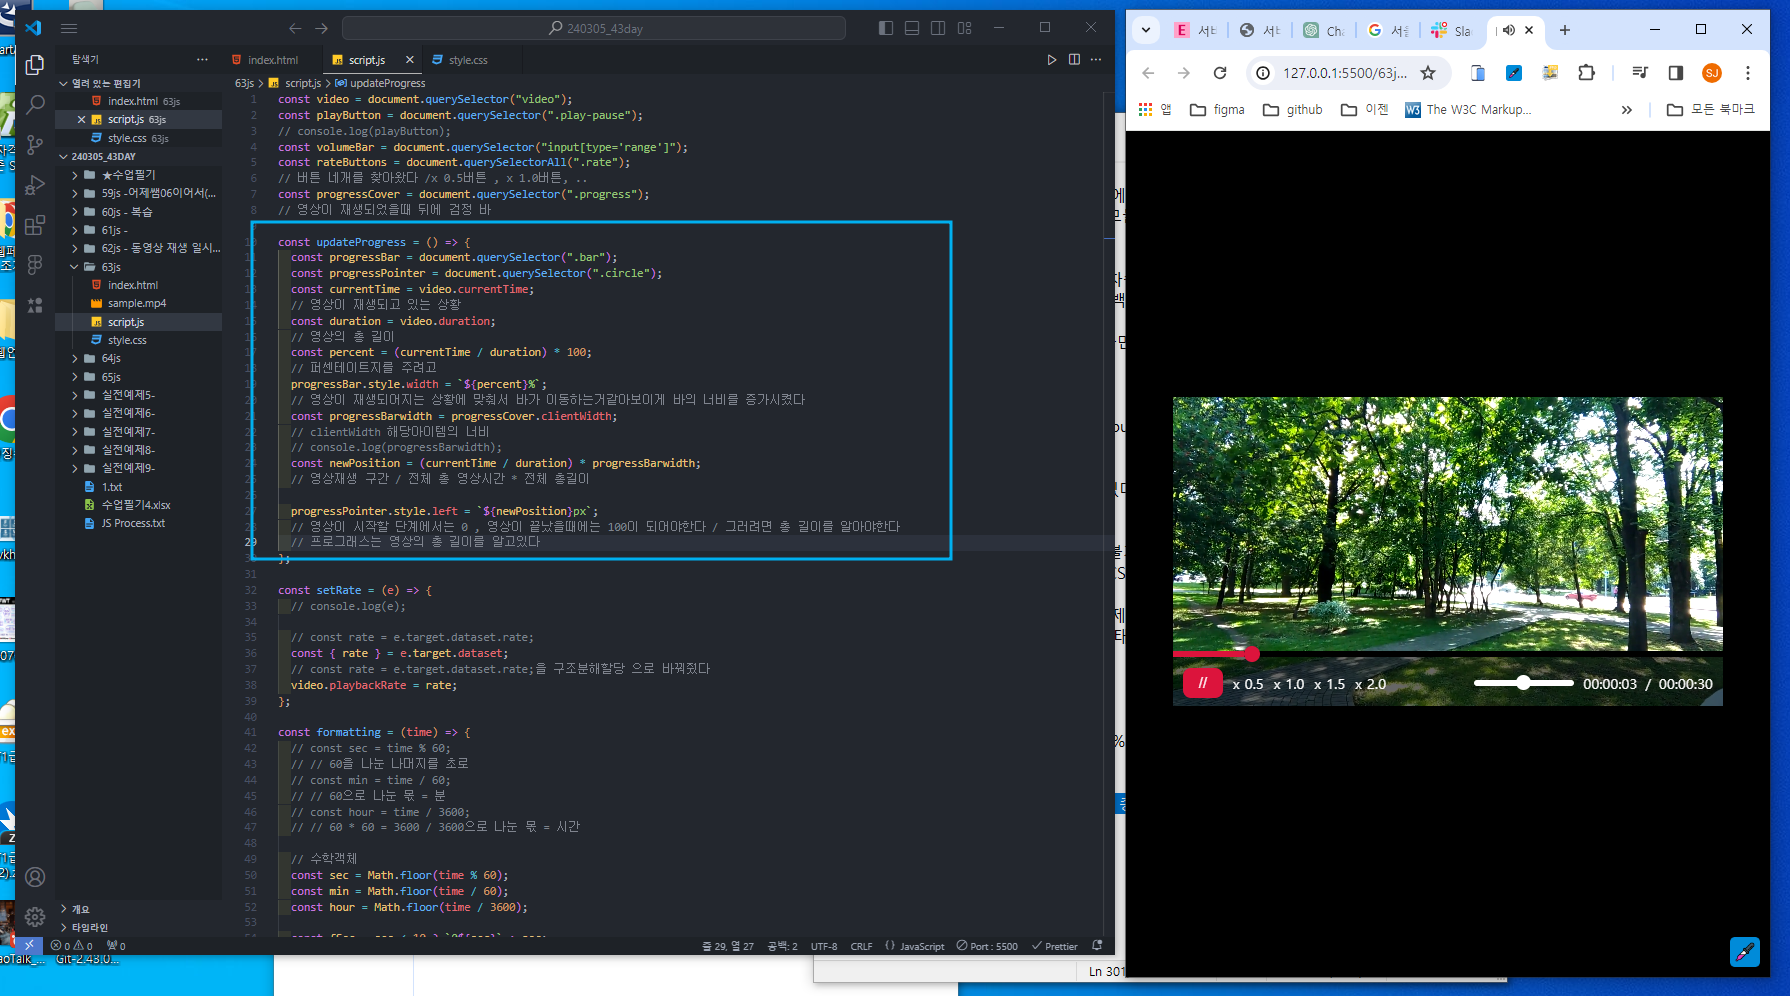 240305_43day
탐색기
index.html
script.js
style.css
열려 있는 편집기
index.html 63js
script.js 63js
style.css 63js
240305_43DAY
★수업필기
59js -어제쌤06이어서(...
60js - 복습
61js -
62js - 동영상 재생 일시...
63js
index.html
sample.mp4
script.js
style.css
64js
65js
실전예제5-
실전예제6-
실전예제7-
실전예제8-
실전예제9-
1.txt
수업필기4.xlsx
JS Process.txt
개요
타임라인
63js > script.js > updateProgress
1 const video = document.querySelector("video");
2 const playButton = document.querySelector(".play-pause");
3 // console.log(playButton);
4 const volumeBar = document.querySelector("input[type='range']");
5 const rateButtons = document.querySelectorAll(".rate");
6 // 버튼 네개를 찾아왔다 /x 0.5버튼 , x 1.0버튼, ..
7 const progressCover = document.querySelector(".progress");
8 // 영상이 재생되었을때 뒤에 검정 바
const updateProgress = () => {
const progressBar = document.querySelector(".bar");
const progressPointer = document.querySelector(".circle");
const currentTime = video.currentTime;
// 영상이 재생되고 있는 상황
const duration = video.duration;
// 영상의 총 길이
const percent = (currentTime / duration) * 100;
// 퍼센테이트지를 주려고
progressBar.style.width = `${percent}%`;
// 영상이 재생되어지는 상황에 맞춰서 바가 이동하는거같아보이게 바의 너비를 증가시켰다
const progressBarwidth = progressCover.clientWidth;
// clientWidth 해당아이템의 너비
// console.log(progressBarwidth);
const newPosition = (currentTime / duration) * progressBarwidth;
// 영상재생 구간 / 전체 총 영상시간 * 전체 총길이
progressPointer.style.left = `${newPosition}px`;
// 영상이 시작할 단계에서는 0 , 영상이 끝났을때에는 100이 되어야한다 / 그러려면 총 길이를 알아야한다
29 // 프로그래스는 영상의 총 길이를 알고있다
};
31
32 const setRate = (e) => {
33 // console.log(e);
34
35 // const rate = e.target.dataset.rate;
36 const { rate } = e.target.dataset;
37 // const rate = e.target.dataset.rate;을 구조분해할당 으로 바꿔줬다
38 video.playbackRate = rate;
39 };
40
41 const formatting = (time) => {
42 // const sec = time % 60;
43 // // 60을 나눈 나머지를 초로
44 // const min = time / 60;
45 // // 60으로 나눈 몫 = 분
46 // const hour = time / 3600;
47 // // 60 * 60 = 3600 / 3600으로 나눈 몫 = 시간
48
49 // 수학객체
50 const sec = Math.floor(time % 60);
51 const min = Math.floor(time / 60);
52 const hour = Math.floor(time / 3600);
53
0 0 0
줄 29, 열 27 공백: 2 UTF-8 CRLF {} JavaScript Port : 5500 Prettier
aoTalk_... Git-2.43.0...
Ln 301
서ㅂ
서ㅂ
Cha
서울
Sla
127.0.0.1:5500/63j...
SJ
앱 figma github 이젠 W3 The W3C Markup... » 모든 북마크
// x 0.5 x 1.0 x 1.5 x 2.0 00:00:03 / 00:00:30